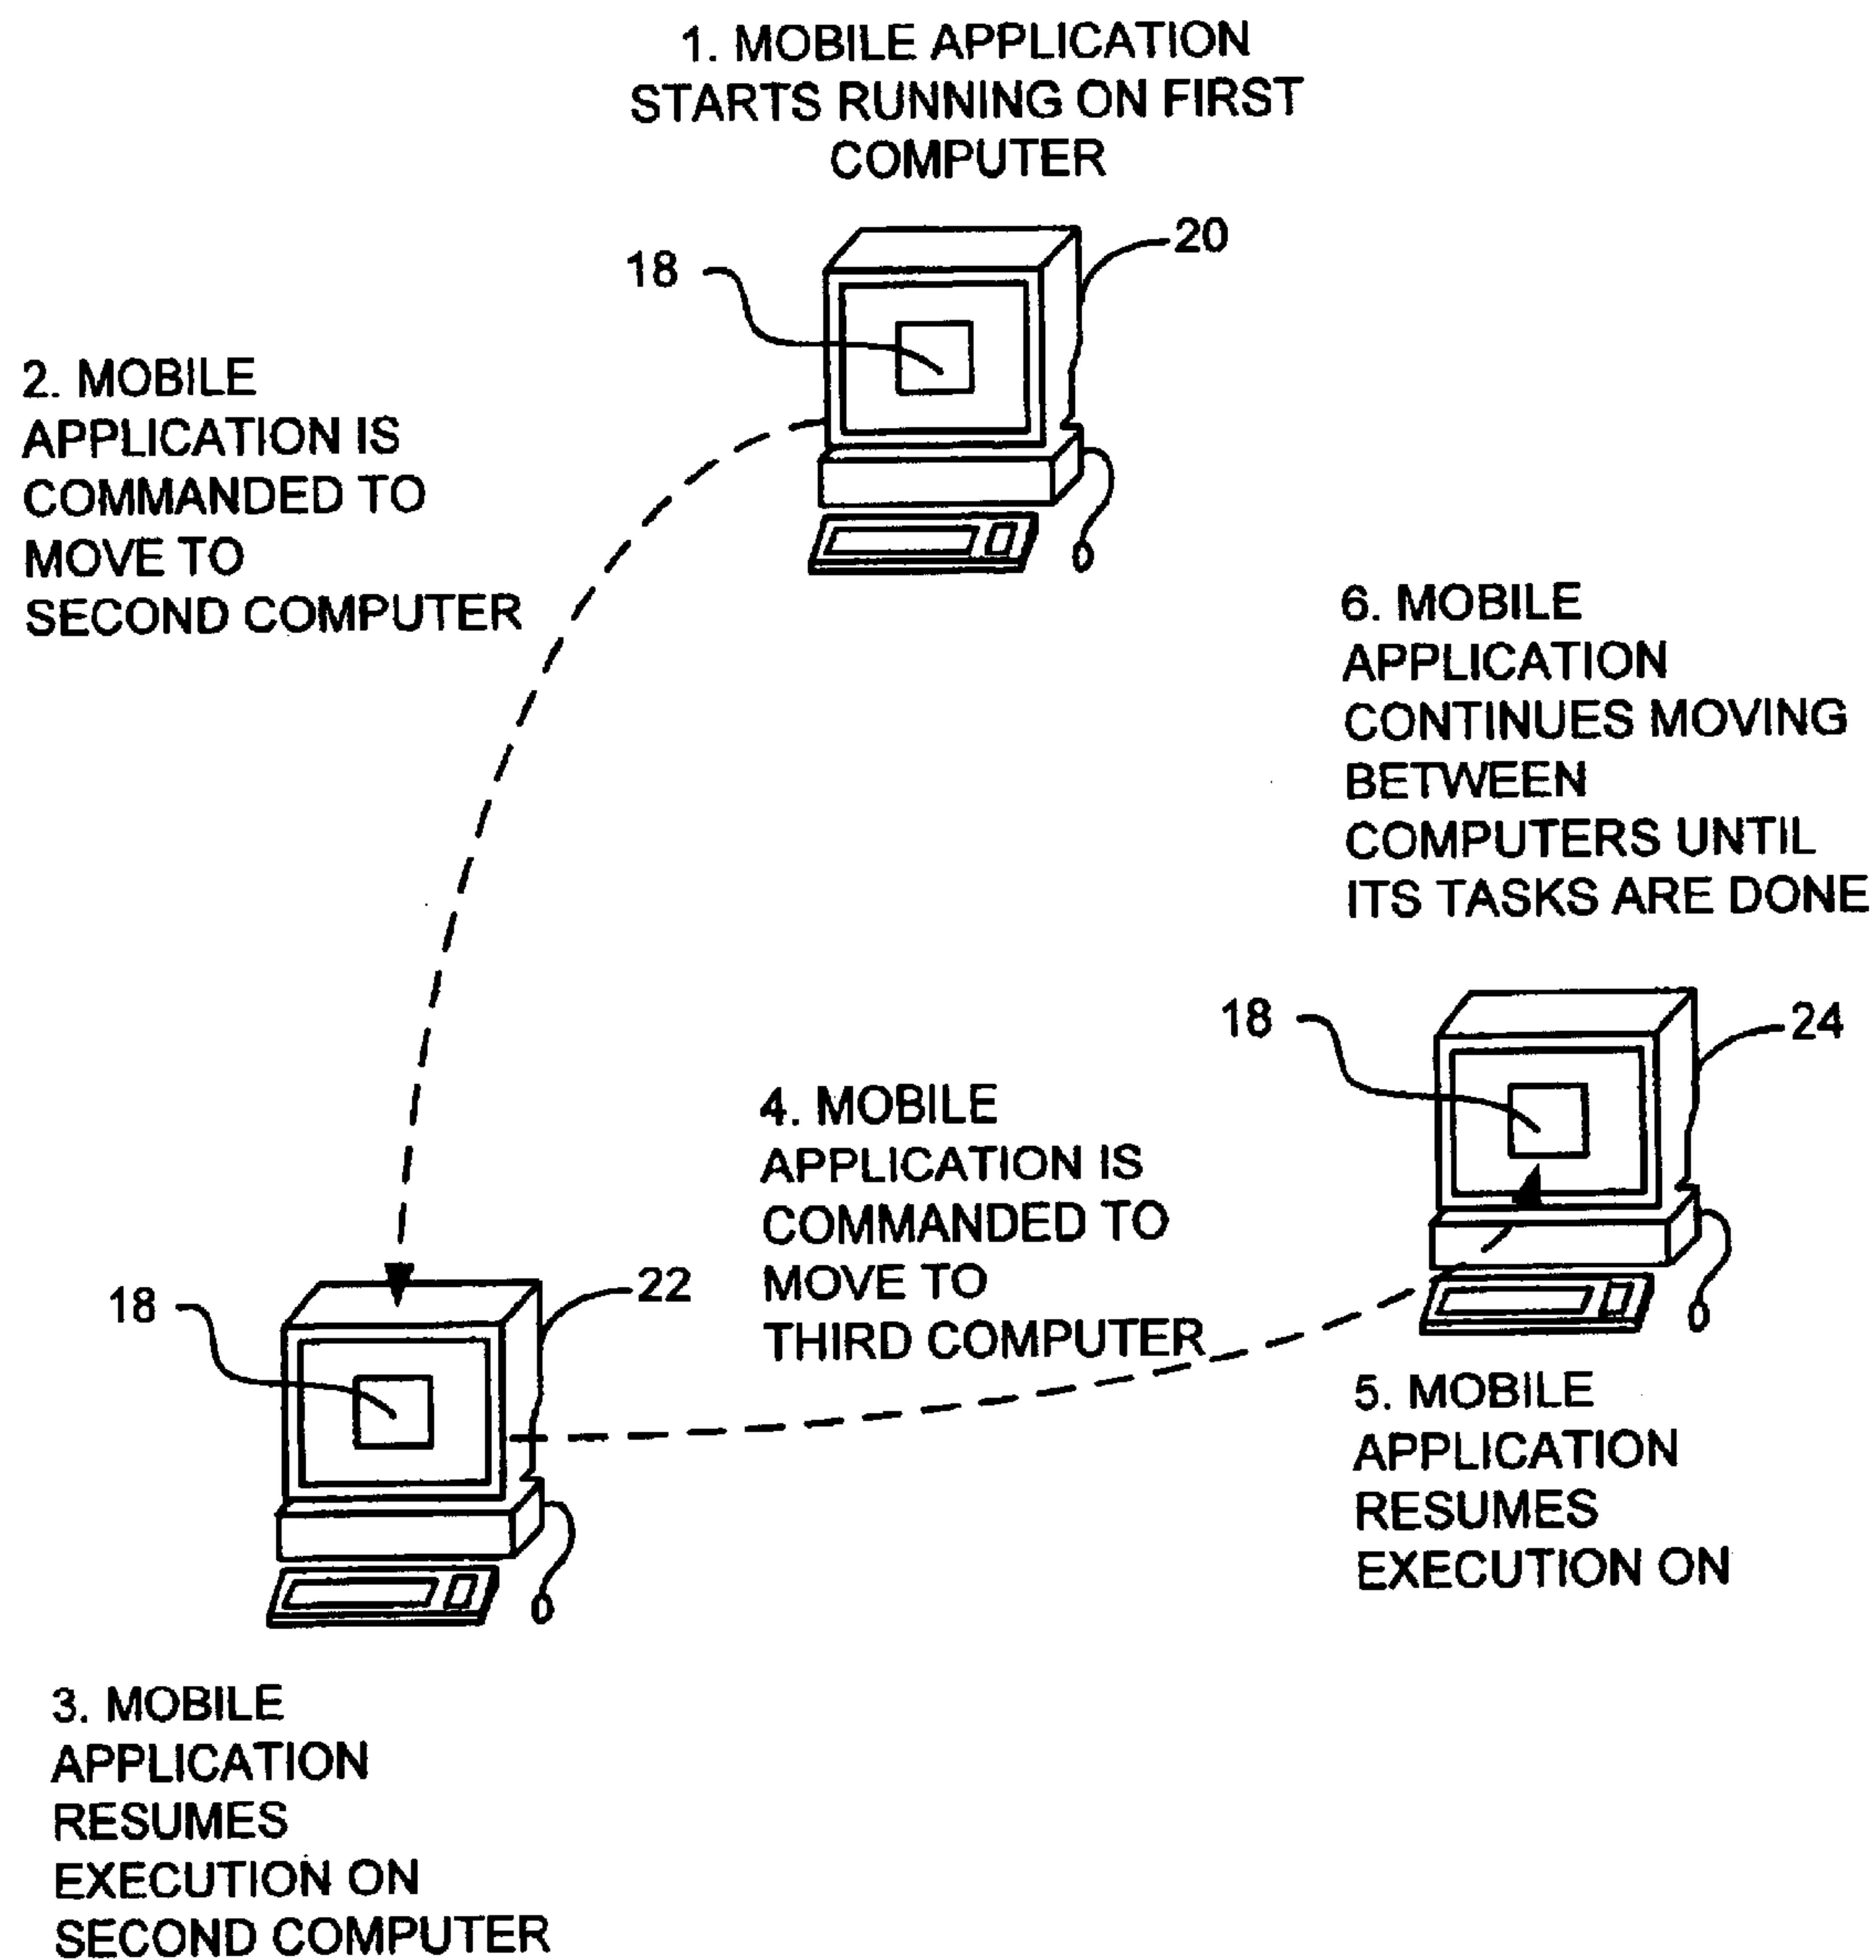 1. MOBILE APPLICATION
STARTS RUNNING ON FIRST
COMPUTER
18
20
2. MOBILE
APPLICATION IS
COMMANDED TO
MOVE TO
SECOND COMPUTER
6. MOBILE
APPLICATION
CONTINUES MOVING
BETWEEN
COMPUTERS UNTIL
ITS TASKS ARE DONE
18
24
4. MOBILE
APPLICATION IS
COMMANDED TO
MOVE TO
THIRD COMPUTER
18
22
5. MOBILE
APPLICATION
RESUMES
EXECUTION ON
3. MOBILE
APPLICATION
RESUMES
EXECUTION ON
SECOND COMPUTER